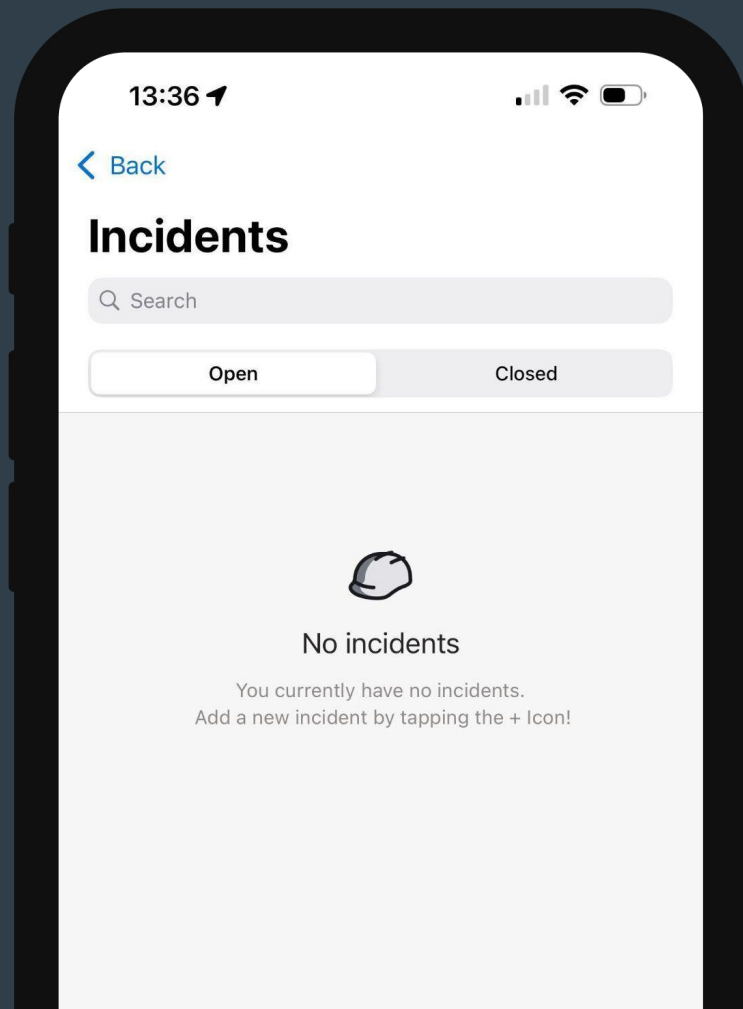 13:36
Back
Incidents
Search
Open
Closed
No incidents
You currently have no incidents.
Add a new incident by tapping the + Icon!